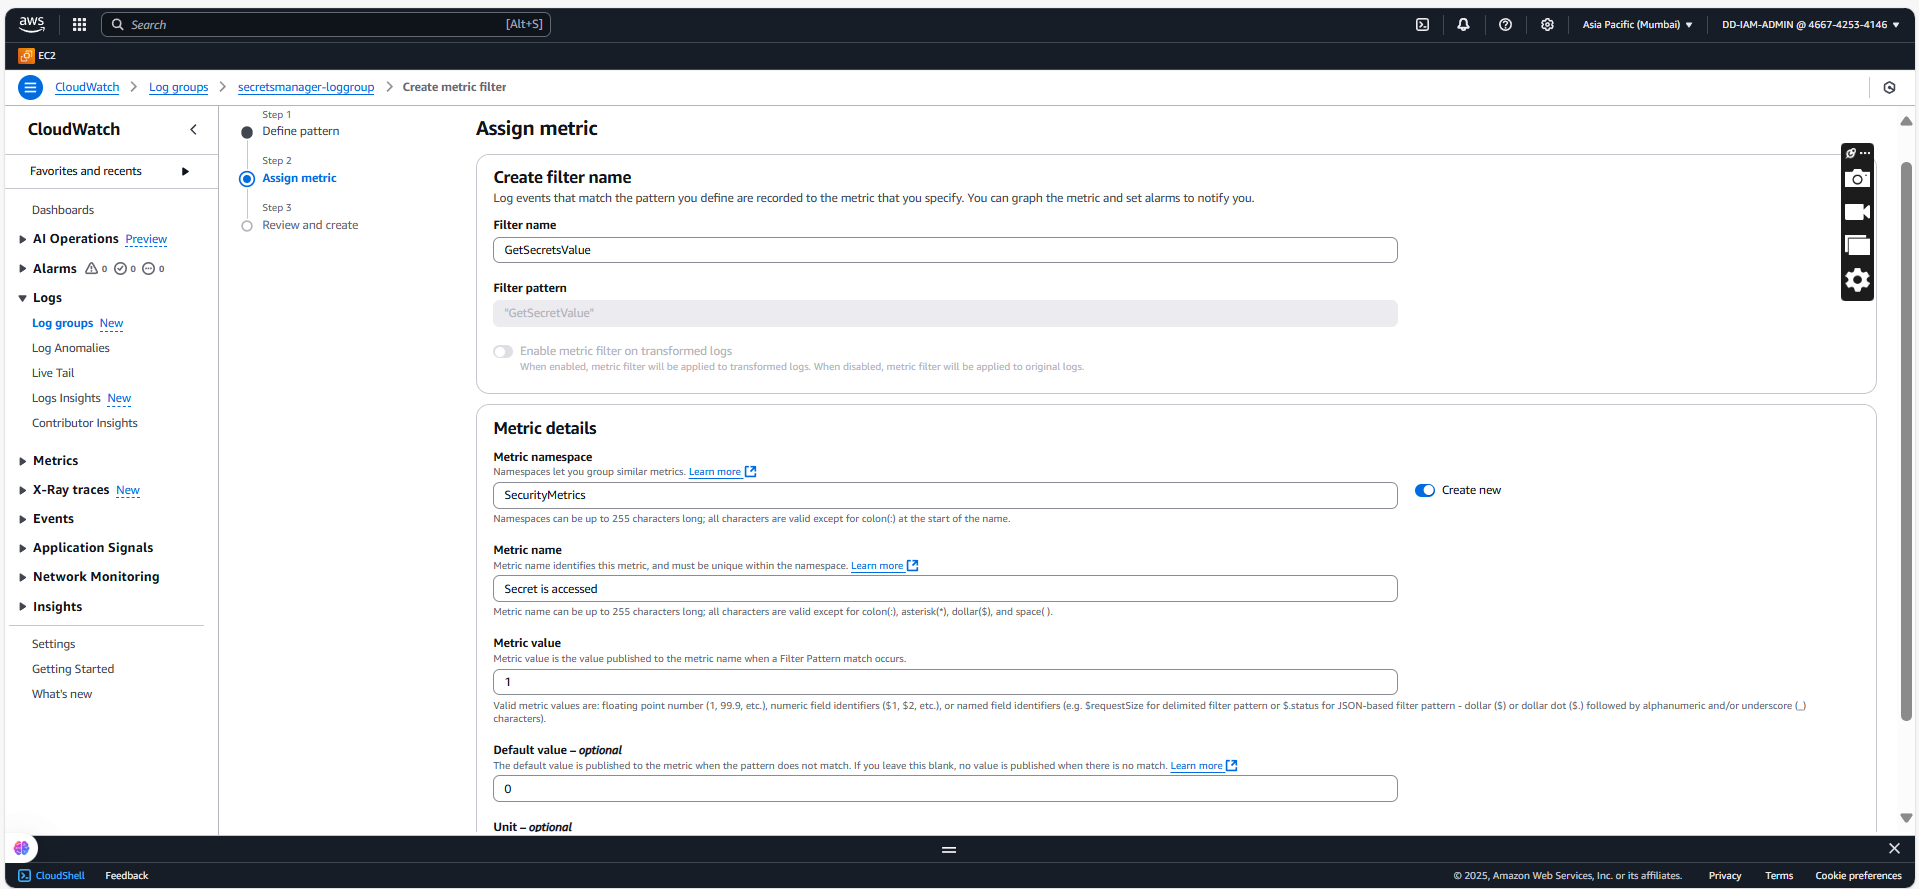 aws
Search [Alt+S]
Asia Pacific (Mumbai) ▼
DD-IAM-ADMIN @ 4667-4253-4146 ▼
EC2
CloudWatch > Log groups > secretsmanager-loggroup > Create metric filter
CloudWatch
Favorites and recents
Dashboards
AI Operations Preview
Alarms 0 0 0
Logs
Log groups New
Log Anomalies
Live Tail
Logs Insights New
Contributor Insights
Metrics
X-Ray traces New
Events
Application Signals
Network Monitoring
Insights
Settings
Getting Started
What's new
Step 1
Define pattern
Step 2
Assign metric
Step 3
Review and create
Assign metric
Create filter name
Log events that match the pattern you define are recorded to the metric that you specify. You can graph the metric and set alarms to notify you.
Filter name
GetSecretsValue
Filter pattern
"GetSecretValue"
Enable metric filter on transformed logs
When enabled, metric filter will be applied to transformed logs. When disabled, metric filter will be applied to original logs.
Metric details
Metric namespace
Namespaces let you group similar metrics. Learn more
SecurityMetrics
Create new
Namespaces can be up to 255 characters long; all characters are valid except for colon(:) at the start of the name.
Metric name
Metric name identifies this metric, and must be unique within the namespace. Learn more
Secret is accessed
Metric name can be up to 255 characters long; all characters are valid except for colon(:), asterisk(*), dollar($), and space( ).
Metric value
Metric value is the value published to the metric name when a Filter Pattern match occurs.
1
Valid metric values are: floating point number (1, 99.9, etc.), numeric field identifiers ($1, $2, etc.), or named field identifiers (e.g. $requestSize for delimited filter pattern or $.status for JSON-based filter pattern - dollar ($) or dollar dot ($.) followed by alphanumeric and/or underscore (_)
characters).
Default value – optional
The default value is published to the metric when the pattern does not match. If you leave this blank, no value is published when there is no match. Learn more
0
Unit – optional
CloudShell
Feedback
© 2025, Amazon Web Services, Inc. or its affiliates.
Privacy
Terms
Cookie preferences